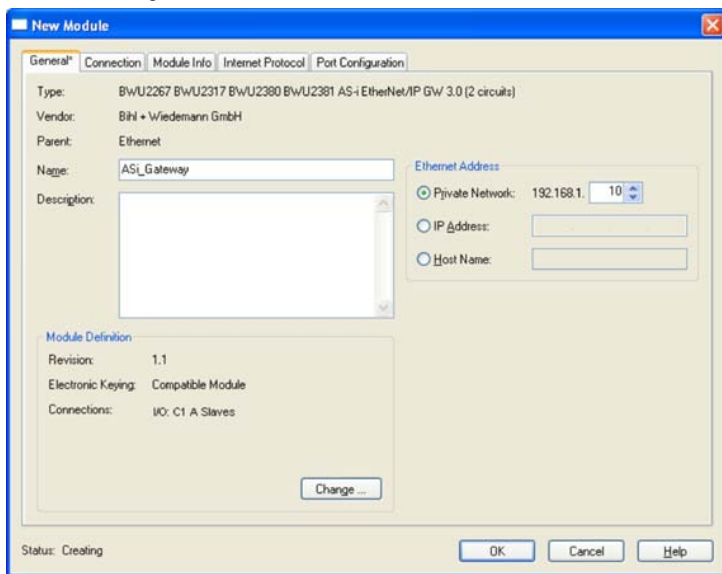 New Module
General* Connection Module Info Internet Protocol Port Configuration
Type: BWU2267 BWU2317 BWU2380 BWU2381 AS-i EtherNet/IP GW 3.0 (2 circuits)
Vendor: Bihl + Wiedemann GmbH
Parent: Ethernet
Name: ASi_Gateway
Description:
Ethernet Address
Private Network: 192.168.1. 10
IP Address:
Host Name:
Module Definition
Revision: 1.1
Electronic Keying: Compatible Module
Connections: I/O: C1 A Slaves
Change ...
Status: Creating
OK Cancel Help